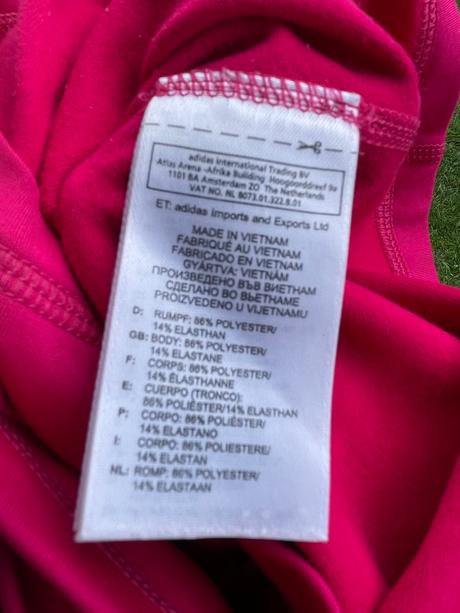 adidas International Trading BV
Atlas Arena -Afrika Building Hoogoorddreef 9a
1101 BA Amsterdam ZO The Netherlands
VAT NO. NL 8073.01.322.B.01
ET: adidas Imports and Exports Ltd
MADE IN VIETNAM
FABRIQUÉ AU VIETNAM
FABRICADO EN VIETNAM
GYÁRTVA: VIETNÁM
ПРОИЗВЕДЕНО ВЪВ ВИЕТНАМ
СДЕЛАНО ВО ВЬЕТНАМЕ
PROIZVEDENO U VIJETNAMU
D: RUMPF: 86% POLYESTER/
14% ELASTHAN
GB: BODY: 86% POLYESTER/
14% ELASTANE
F: CORPS: 86% POLYESTER/
14% ÉLASTHANNE
E: CUERPO (TRONCO):
86% POLIÉSTER/14% ELASTHAN
P: CORPO: 86% POLIÉSTER/
14% ELASTANO
I: CORPO: 86% POLIESTERE/
14% ELASTAN
NL: ROMP: 86% POLYESTER/
14% ELASTAAN